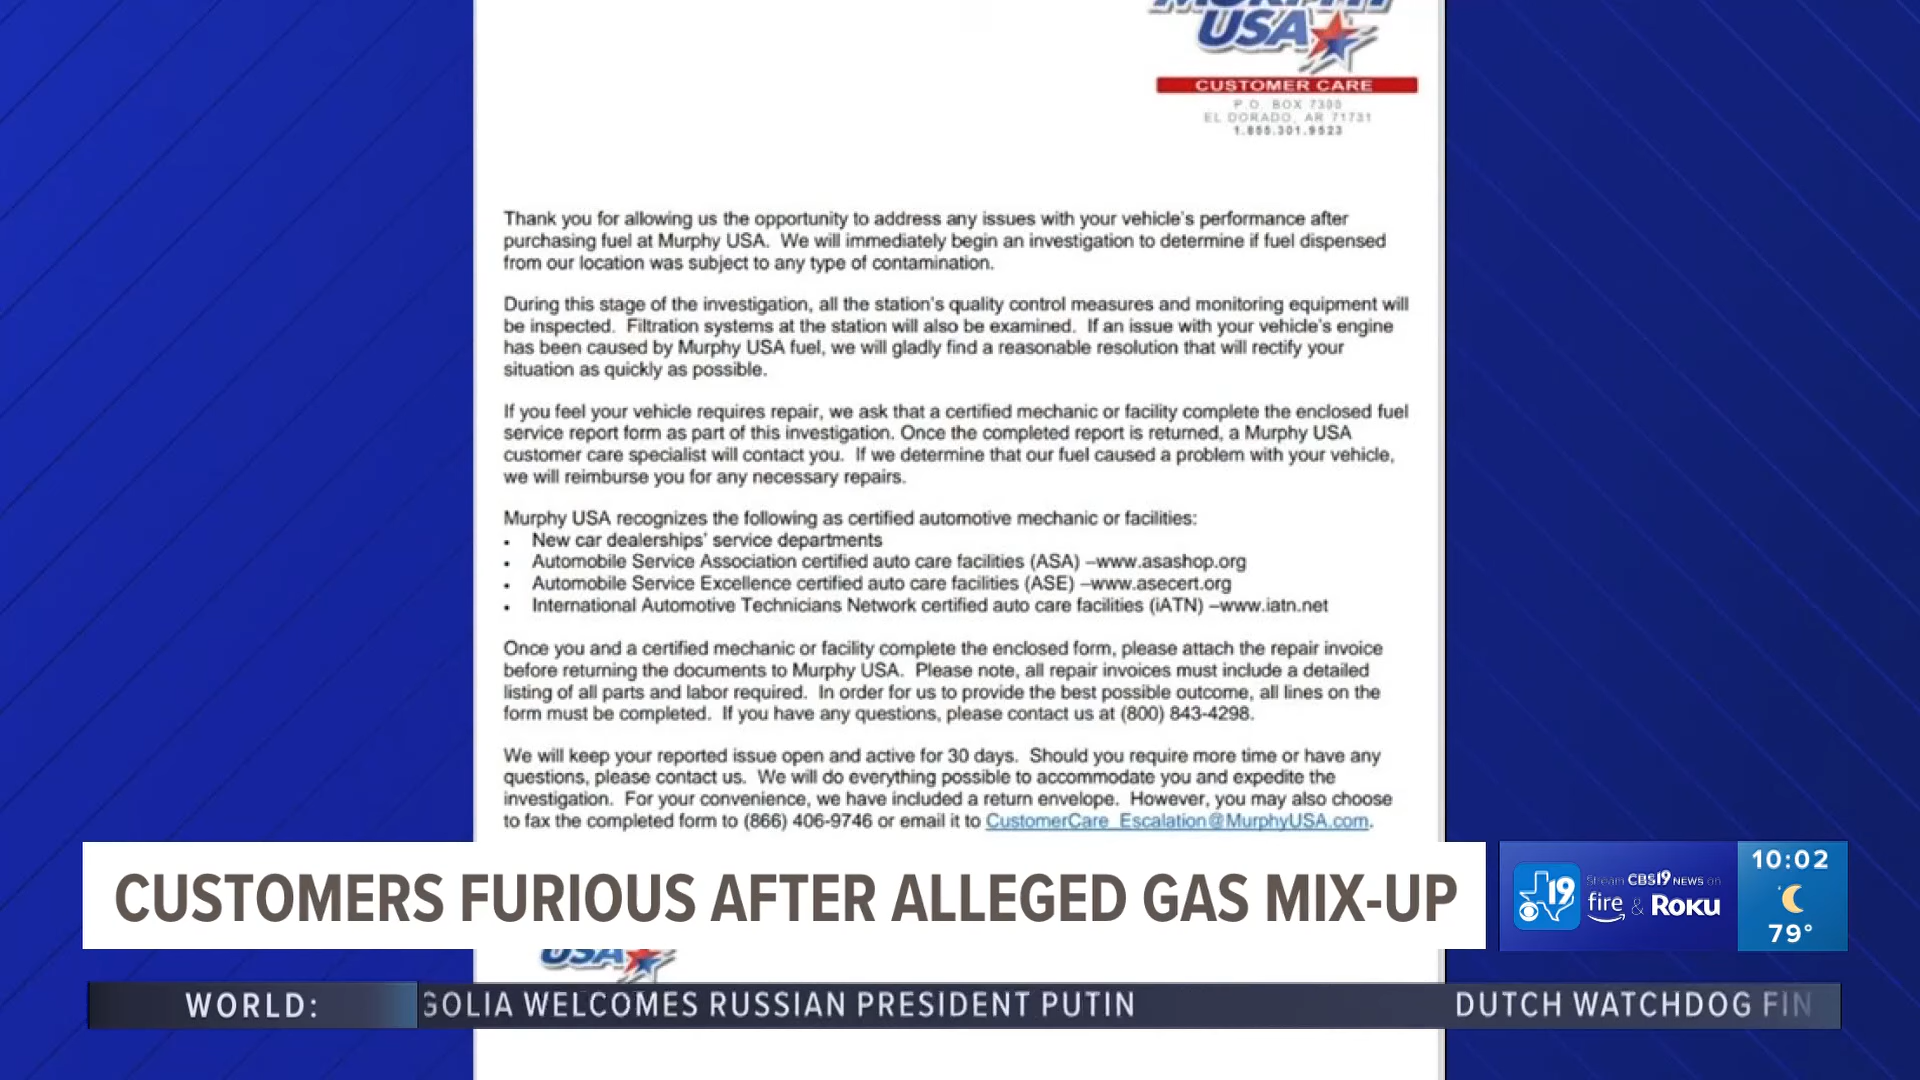 MURPHY
USA
CUSTOMER CARE
P.O. BOX 7300
EL DORADO, AR 71731
1.855.301.9523
Thank you for allowing us the opportunity to address any issues with your vehicle's performance after
purchasing fuel at Murphy USA.  We will immediately begin an investigation to determine if fuel dispensed
from our location was subject to any type of contamination.
During this stage of the investigation, all the station's quality control measures and monitoring equipment will
be inspected.  Filtration systems at the station will also be examined.  If an issue with your vehicle's engine
has been caused by Murphy USA fuel, we will gladly find a reasonable resolution that will rectify your
situation as quickly as possible.
If you feel your vehicle requires repair, we ask that a certified mechanic or facility complete the enclosed fuel
service report form as part of this investigation. Once the completed report is returned, a Murphy USA
customer care specialist will contact you.  If we determine that our fuel caused a problem with your vehicle,
we will reimburse you for any necessary repairs.
Murphy USA recognizes the following as certified automotive mechanic or facilities:
• New car dealerships' service departments
• Automobile Service Association certified auto care facilities (ASA) –www.asashop.org
• Automobile Service Excellence certified auto care facilities (ASE) –www.asecert.org
• International Automotive Technicians Network certified auto care facilities (iATN) –www.iatn.net
Once you and a certified mechanic or facility complete the enclosed form, please attach the repair invoice
before returning the documents to Murphy USA.  Please note, all repair invoices must include a detailed
listing of all parts and labor required.  In order for us to provide the best possible outcome, all lines on the
form must be completed.  If you have any questions, please contact us at (800) 843-4298.
We will keep your reported issue open and active for 30 days.  Should you require more time or have any
questions, please contact us.  We will do everything possible to accommodate you and expedite the
investigation.  For your convenience, we have included a return envelope.  However, you may also choose
to fax the completed form to (866) 406-9746 or email it to CustomerCare_Escalation@MurphyUSA.com.
CUSTOMERS FURIOUS AFTER ALLEGED GAS MIX-UP
19
Stream CBS19 NEWS on
fire & Roku
10:02
79°
USA
WORLD:
GOLIA WELCOMES RUSSIAN PRESIDENT PUTIN
DUTCH WATCHDOG FIN